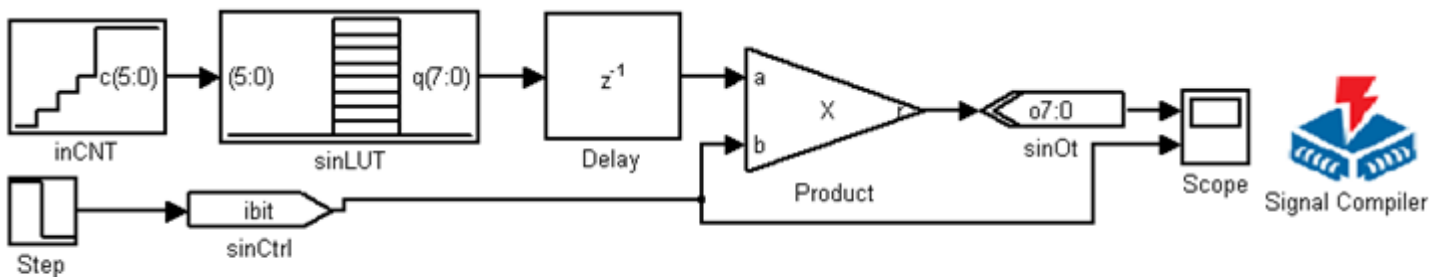 c(5:0)
(5:0)
q(7:0)
z-1
a
X
r
b
o7:0
inCNT
sinLUT
Delay
Product
sinOt
Scope
Signal Compiler
ibit
sinCtrl
Step